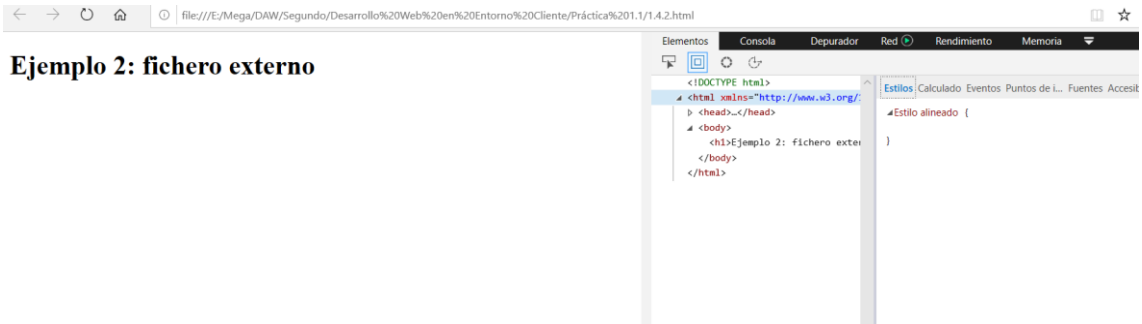 file:///E:/Mega/DAW/Segundo/Desarrollo%20Web%20en%20Entorno%20Cliente/Práctica%201.1/1.4.2.html
Ejemplo 2: fichero externo
Elementos Consola Depurador Red Rendimiento Memoria
<!DOCTYPE html>
<html xmlns="http://www.w3.org/
<head>…</head>
<body>
<h1>Ejemplo 2: fichero exter
</body>
</html>
Estilos Calculado Eventos Puntos de i... Fuentes Accesib
Estilo alineado {
}